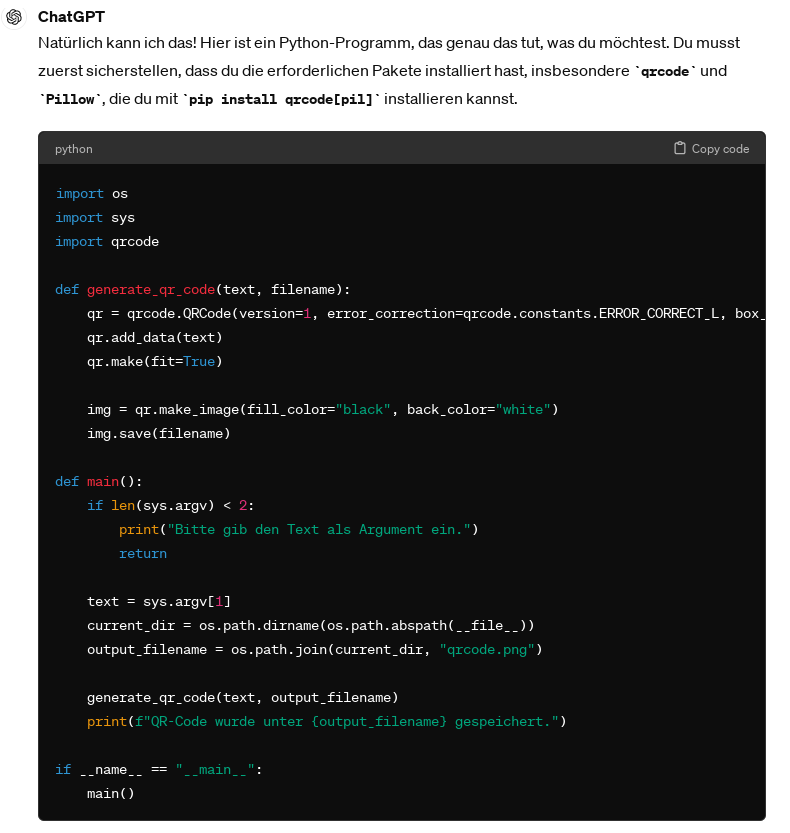 ChatGPT
Natürlich kann ich das! Hier ist ein Python-Programm, das genau das tut, was du möchtest. Du musst
zuerst sicherstellen, dass du die erforderlichen Pakete installiert hast, insbesondere `qrcode` und
`Pillow`, die du mit `pip install qrcode[pil]` installieren kannst.
python Copy code
import os
import sys
import qrcode
def generate_qr_code(text, filename):
    qr = qrcode.QRCode(version=1, error_correction=qrcode.constants.ERROR_CORRECT_L, box_
    qr.add_data(text)
    qr.make(fit=True)
    img = qr.make_image(fill_color="black", back_color="white")
    img.save(filename)
def main():
    if len(sys.argv) < 2:
        print("Bitte gib den Text als Argument ein.")
        return
    text = sys.argv[1]
    current_dir = os.path.dirname(os.path.abspath(__file__))
    output_filename = os.path.join(current_dir, "qrcode.png")
    generate_qr_code(text, output_filename)
    print(f"QR-Code wurde unter {output_filename} gespeichert.")
if __name__ == "__main__":
    main()